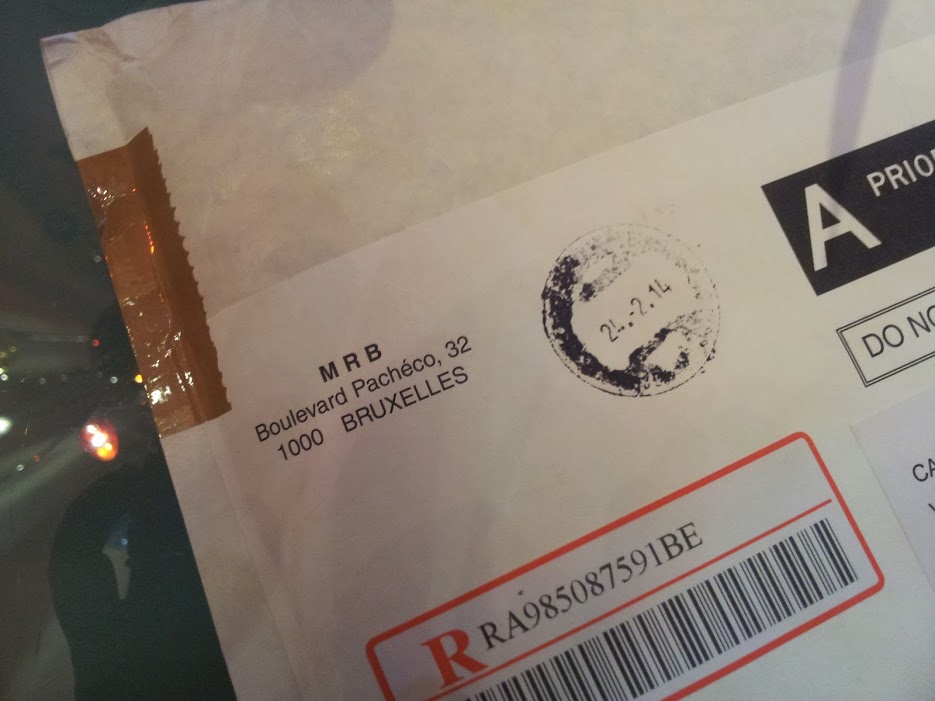 A PRIO
24.-2.14
DO NO
M R B
Boulevard Pachéco, 32
1000 BRUXELLES
CA
R RA985087591BE